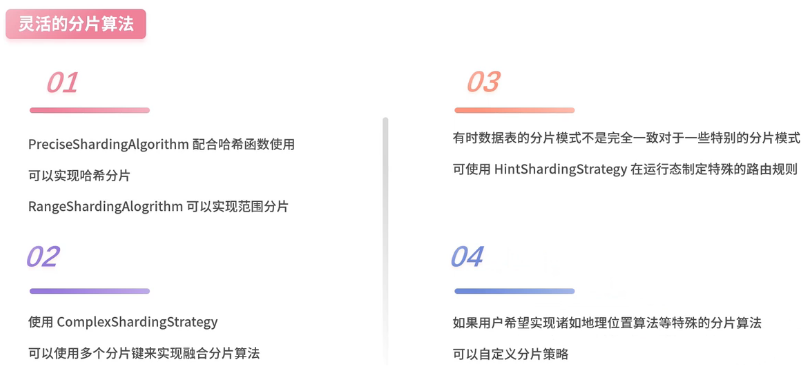 灵活的分片算法
01
PreciseShardingAlgorithm 配合哈希函数使用
可以实现哈希分片
RangeShardingAlogrithm 可以实现范围分片
02
使用 ComplexShardingStrategy
可以使用多个分片键来实现融合分片算法
03
有时数据表的分片模式不是完全一致对于一些特别的分片模式
可使用 HintShardingStrategy 在运行态制定特殊的路由规则
04
如果用户希望实现诸如地理位置算法等特殊的分片算法
可以自定义分片策略